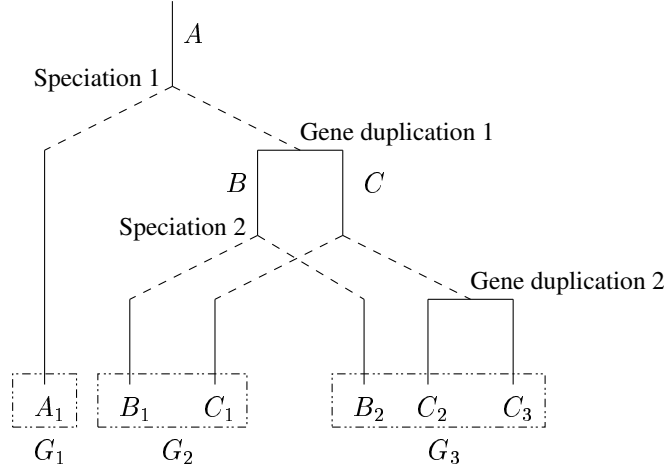 A
Speciation 1
Gene duplication 1
B C
Speciation 2
Gene duplication 2
A₁ B₁ C₁ B₂ C₂ C₃
G₁ G₂ G₃